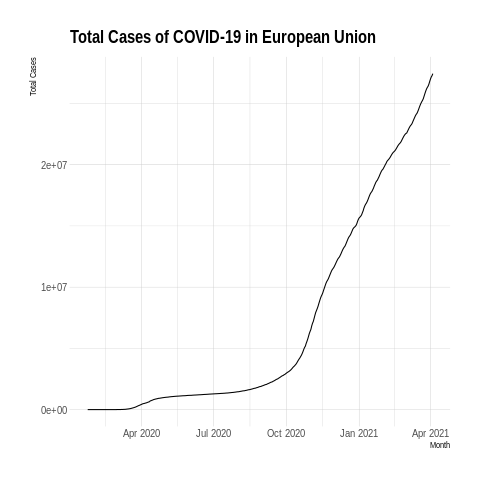 Total Cases of COVID-19 in European Union
Total Cases
2e+07
1e+07
0e+00
Apr 2020 Jul 2020 Oct 2020 Jan 2021 Apr 2021
Month